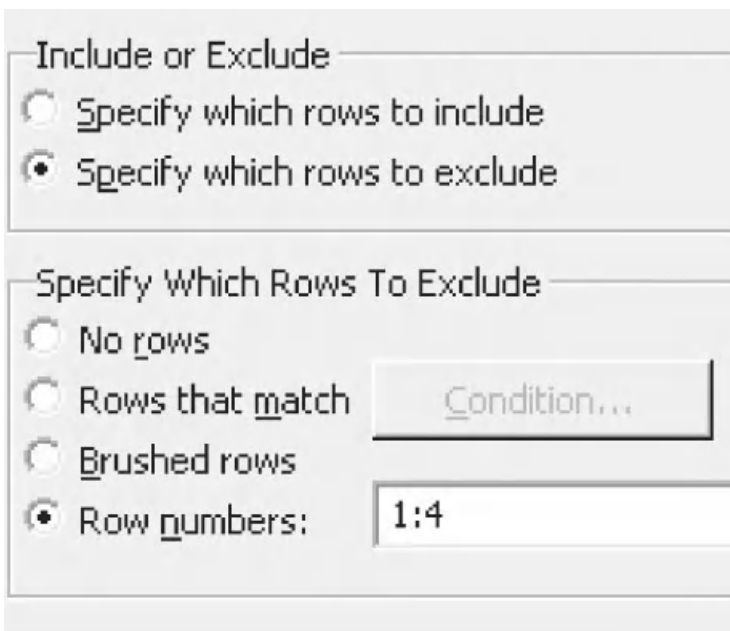 Include or Exclude
Specify which rows to include
Specify which rows to exclude
Specify Which Rows To Exclude
No rows
Rows that match Condition...
Brushed rows
Row numbers: 1:4